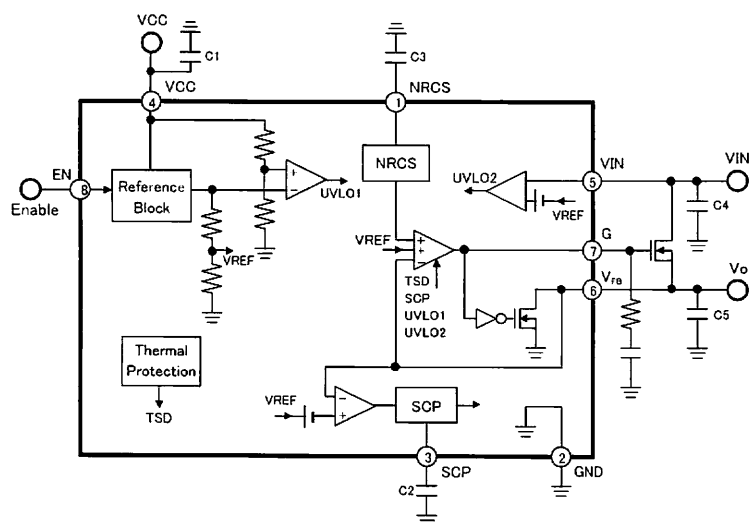 VCC
C1
VCC
4
C3
NRCS
1
EN
8
Enable
Reference
Block
UVLO1
VREF
NRCS
UVLO2
VREF
VIN
5
VIN
C4
G
7
VREF
TSD
SCP
UVLO1
UVLO2
VFB
6
Vo
C5
Thermal
Protection
TSD
VREF
SCP
3
SCP
C2
2
GND